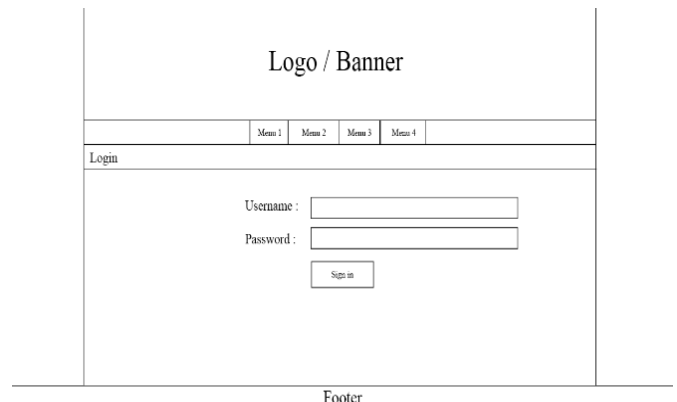 Logo / Banner
Menu 1 Menu 2 Menu 3 Menu 4
Login
Username :
Password :
Sign in
Footer